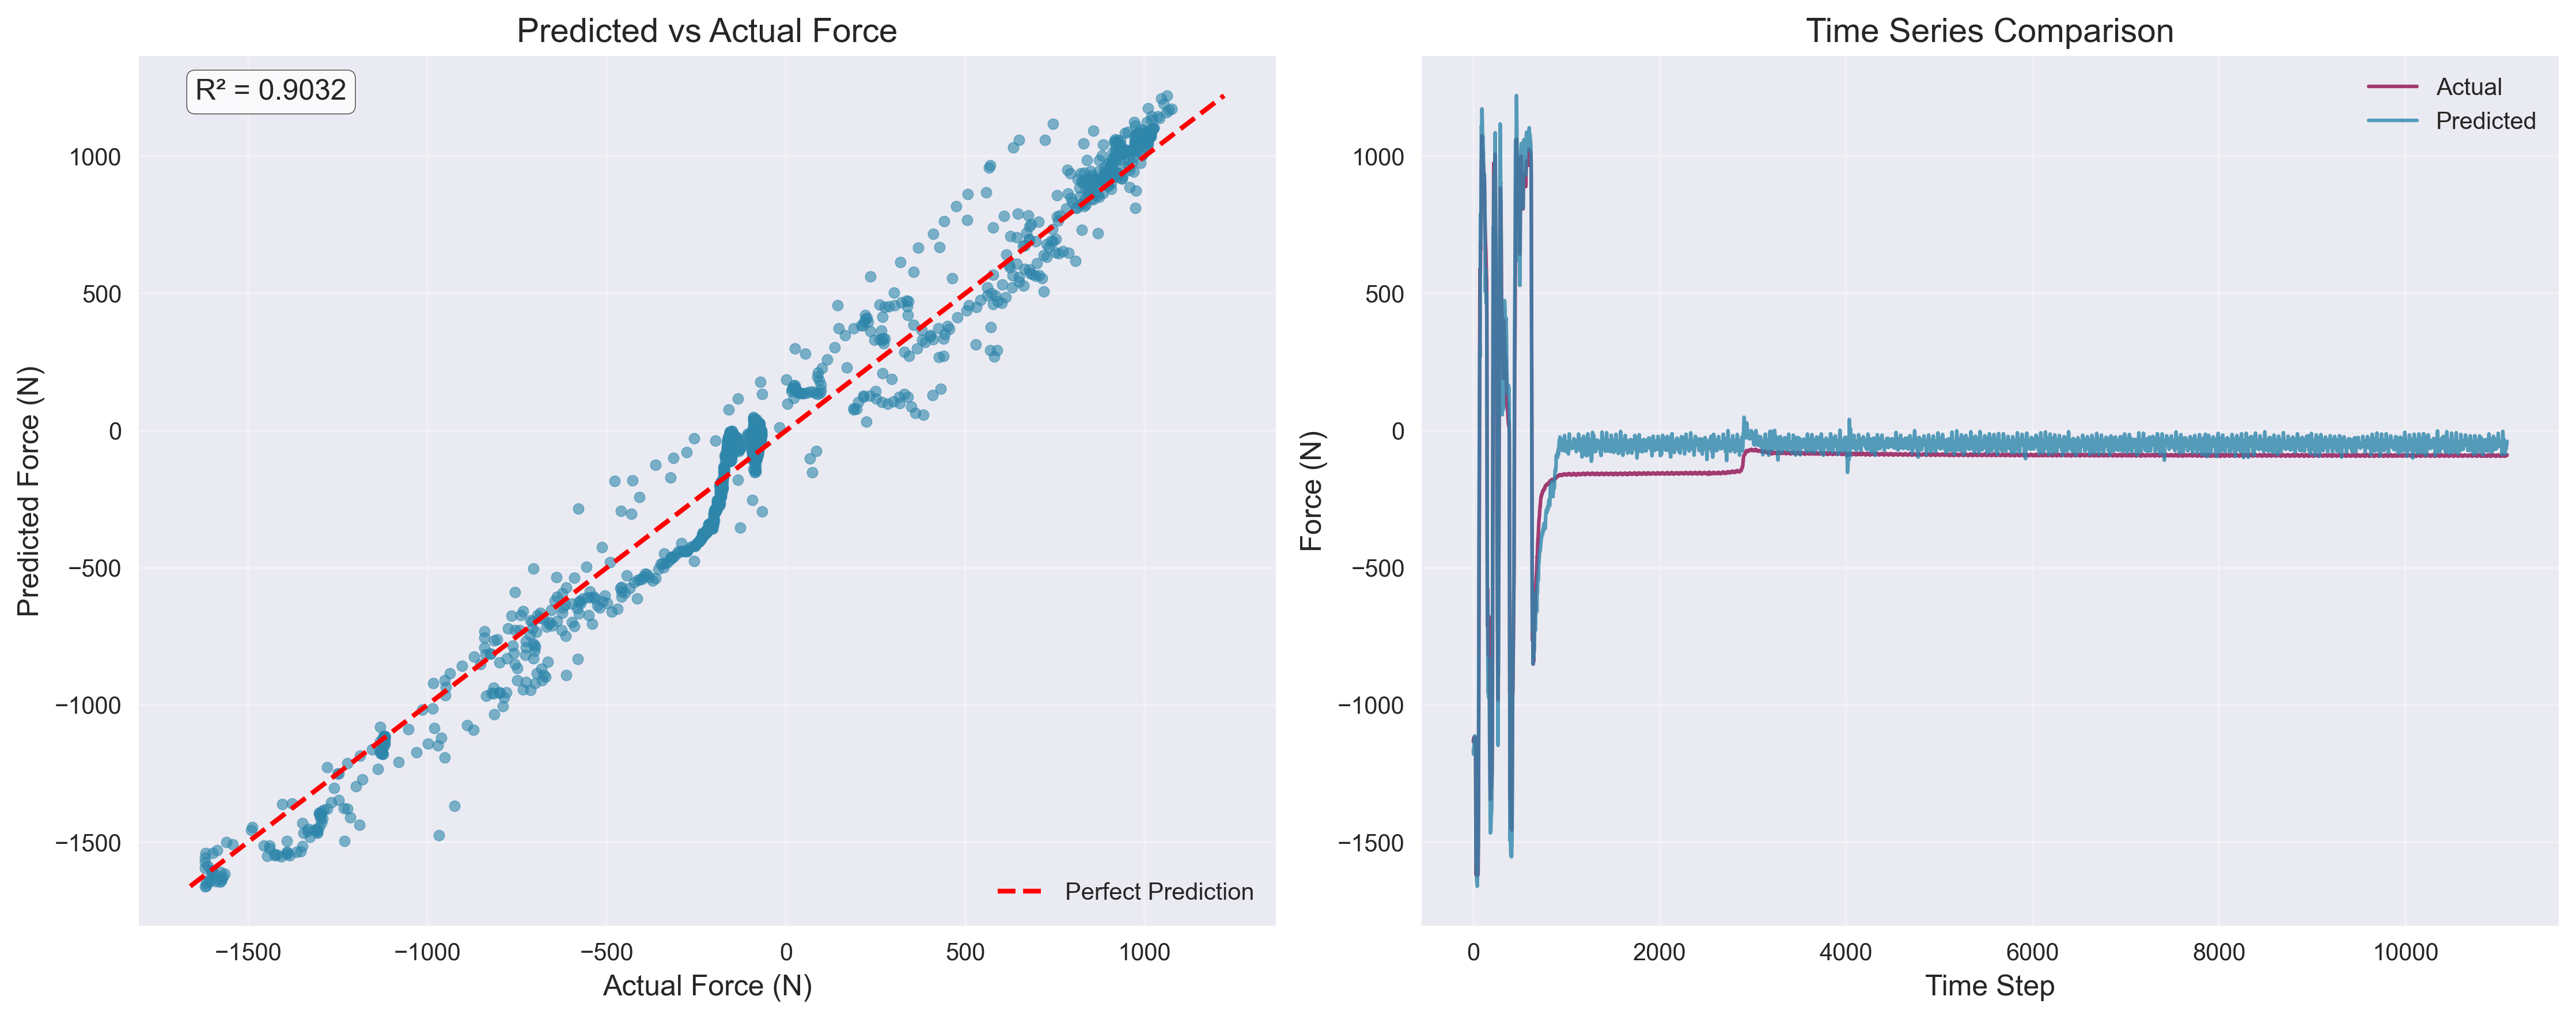 Predicted vs Actual Force
R² = 0.9032
1000
500
0
−500
−1000
−1500
Predicted Force (N)
−1500
−1000
−500
0
500
1000
Actual Force (N)
Perfect Prediction
Time Series Comparison
Actual
Predicted
1000
500
0
−500
−1000
−1500
Force (N)
0
2000
4000
6000
8000
10000
Time Step